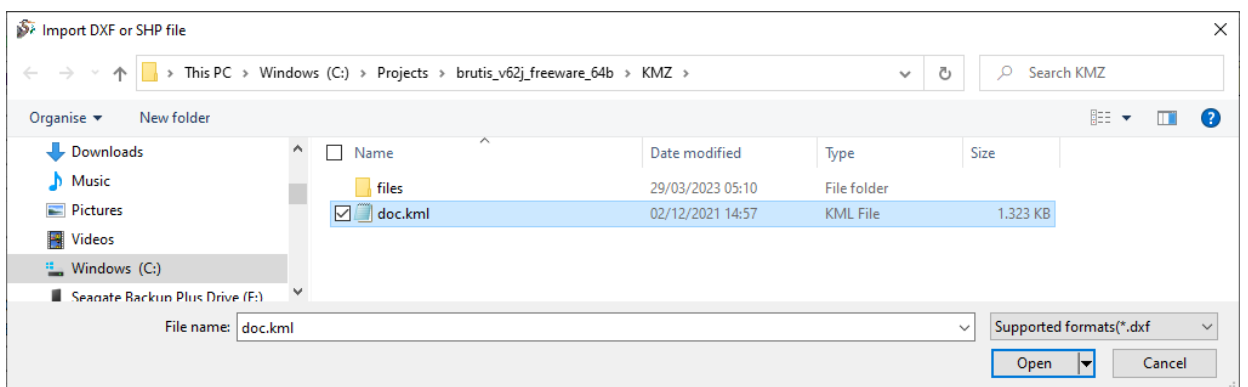 Import DXF or SHP file
This PC > Windows (C:) > Projects > brutis_v62j_freeware_64b > KMZ >
Search KMZ
Organise
New folder
Downloads
Music
Pictures
Videos
Windows (C:)
Seagate Backup Plus Drive (F:)
Name Date modified Type Size
files 29/03/2023 05:10 File folder
doc.kml 02/12/2021 14:57 KML File 1.323 KB
File name: doc.kml
Supported formats(*.dxf
Open
Cancel